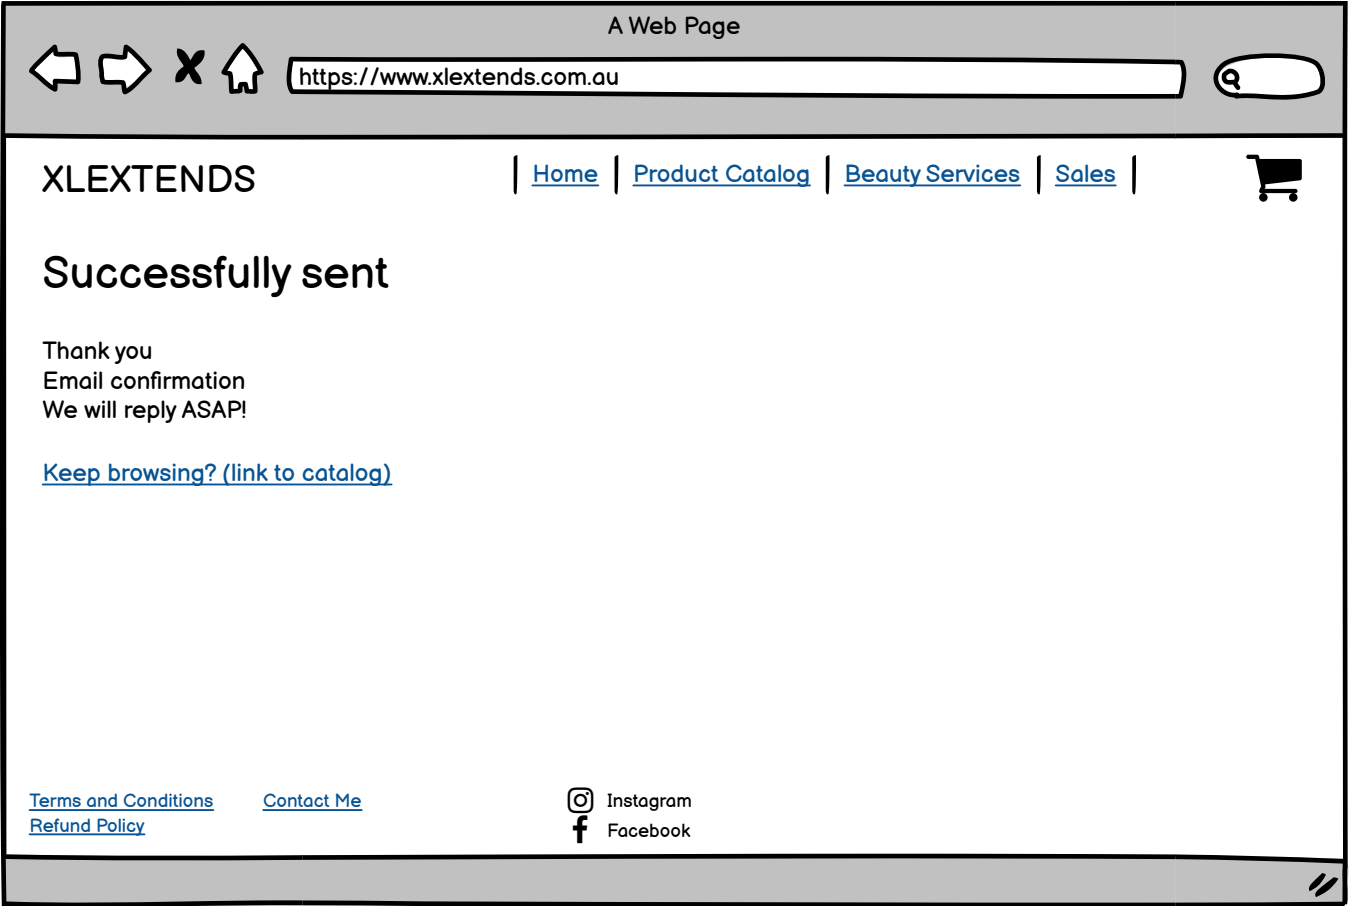 A Web Page
https://www.xlextends.com.au
XLEXTENDS
Home
Product Catalog
Beauty Services
Sales
Successfully sent
Thank you
Email confirmation
We will reply ASAP!
Keep browsing? (link to catalog)
Terms and Conditions
Contact Me
Refund Policy
Instagram
Facebook